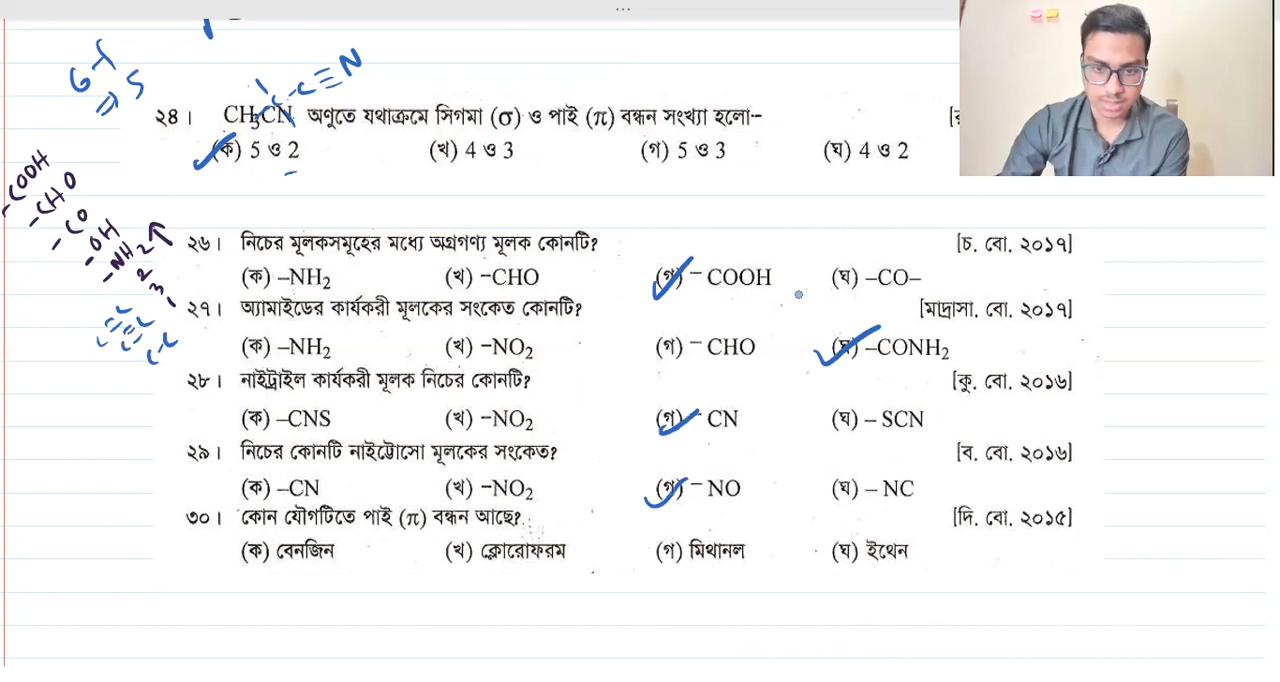 6 T
⇒ 5
C-C≡N
২৪। CH₃CN অণুতে যথাক্রমে সিগমা (σ) ও পাই (π) বন্ধন সংখ্যা হলো--
(ক) 5 ও 2 (খ) 4 ও 3 (গ) 5 ও 3 (ঘ) 4 ও 2
-COOH
-CHO
-CO
-OH
-NH2
২৬। নিচের মূলকসমূহের মধ্যে অগ্রগণ্য মূলক কোনটি? [চ. বো. ২০১৭]
(ক) –NH₂ (খ) –CHO (গ) – COOH (ঘ) –CO–
২৭। অ্যামাইডের কার্যকরী মূলকের সংকেত কোনটি? [মাদ্রাসা. বো. ২০১৭]
(ক) –NH₂ (খ) –NO₂ (গ) – CHO (ঘ) –CONH₂
২৮। নাইট্রাইল কার্যকরী মূলক নিচের কোনটি? [কু. বো. ২০১৬]
(ক) –CNS (খ) –NO₂ (গ) – CN (ঘ) – SCN
২৯। নিচের কোনটি নাইট্টোসো মূলকের সংকেত? [ব. বো. ২০১৬]
(ক) –CN (খ) –NO₂ (গ) – NO (ঘ) – NC
৩০। কোন যৌগটিতে পাই (π) বন্ধন আছে? [দি. বো. ২০১৫]
(ক) বেনজিন (খ) ক্লোরোফরম (গ) মিথানল (ঘ) ইথেন